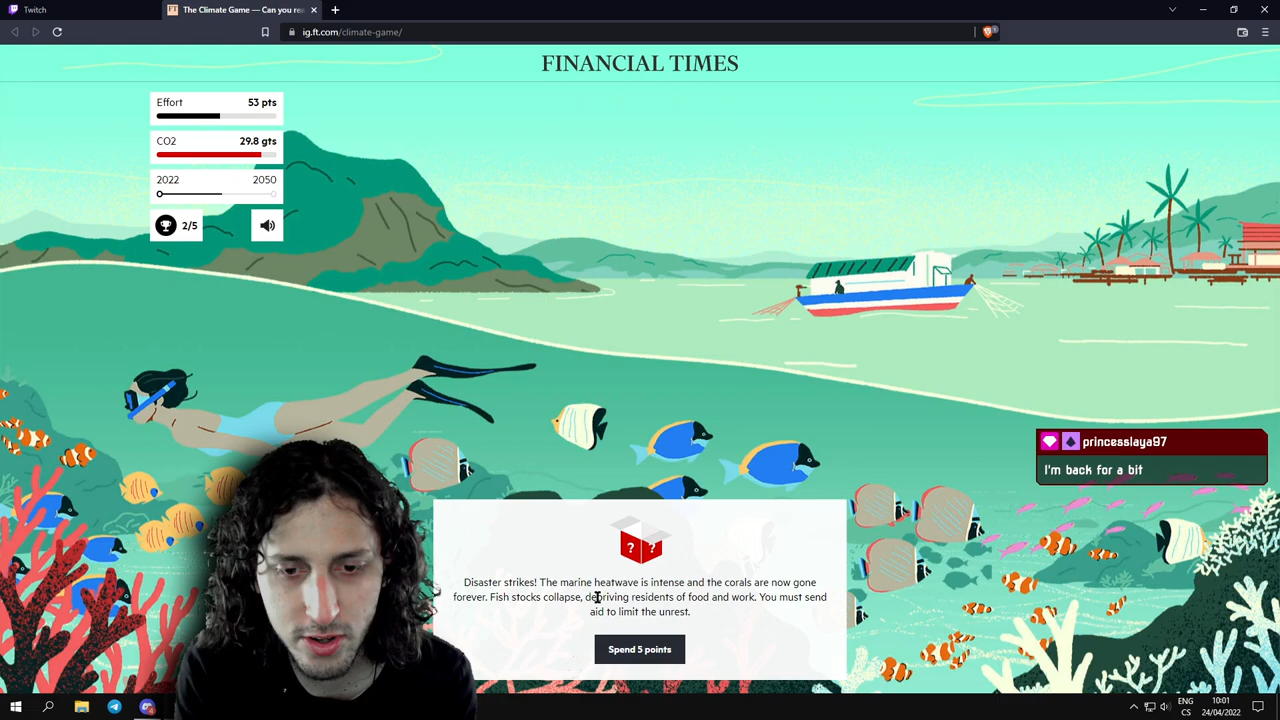 Twitch
The Climate Game — Can you rea
ig.ft.com/climate-game/
FINANCIAL TIMES
Effort 53 pts
CO2 29.8 gts
2022 2050
2/5
princesslaya97
I'm back for a bit
Disaster strikes! The marine heatwave is intense and the corals are now gone
forever. Fish stocks collapse, depriving residents of food and work. You must send
aid to limit the unrest.
Spend 5 points
ENG 10:01
CS 24/04/2022